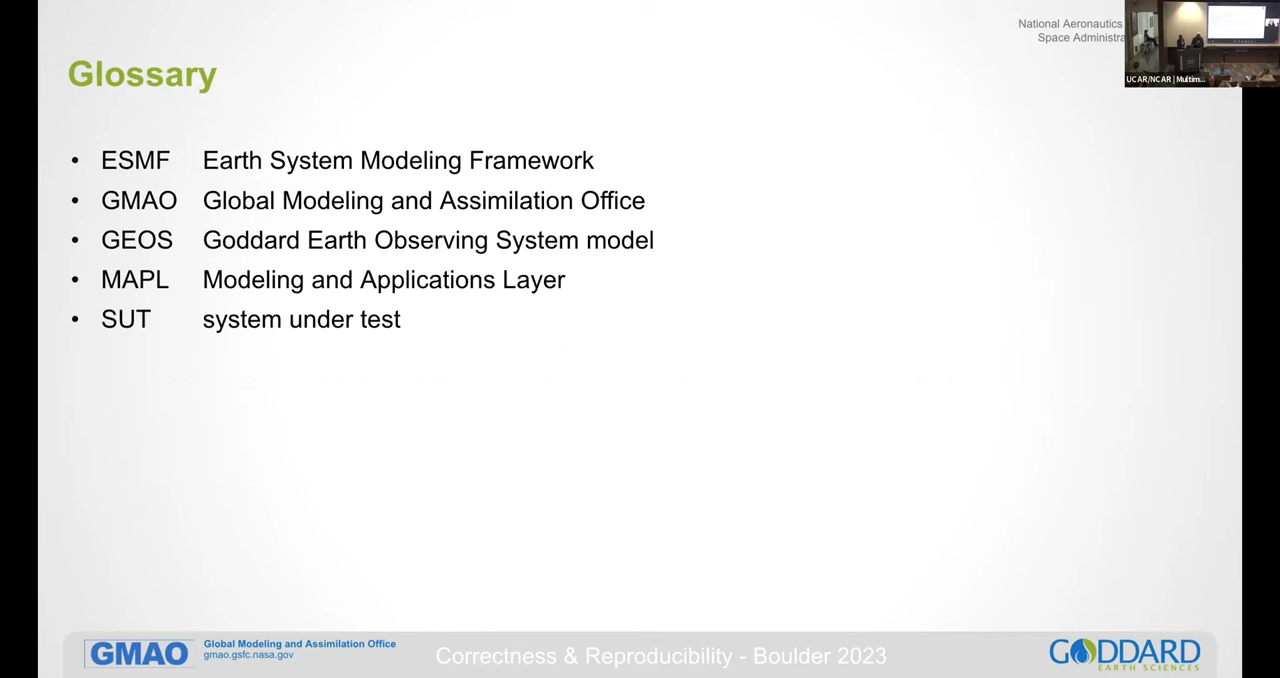 National Aeronautics
Space Administra
UCAR/NCAR | Multim...
Glossary
• ESMF Earth System Modeling Framework
• GMAO Global Modeling and Assimilation Office
• GEOS Goddard Earth Observing System model
• MAPL Modeling and Applications Layer
• SUT system under test
GMAO
Global Modeling and Assimilation Office
gmao.gsfc.nasa.gov
Correctness & Reproducibility - Boulder 2023
GODDARD
EARTH SCIENCES